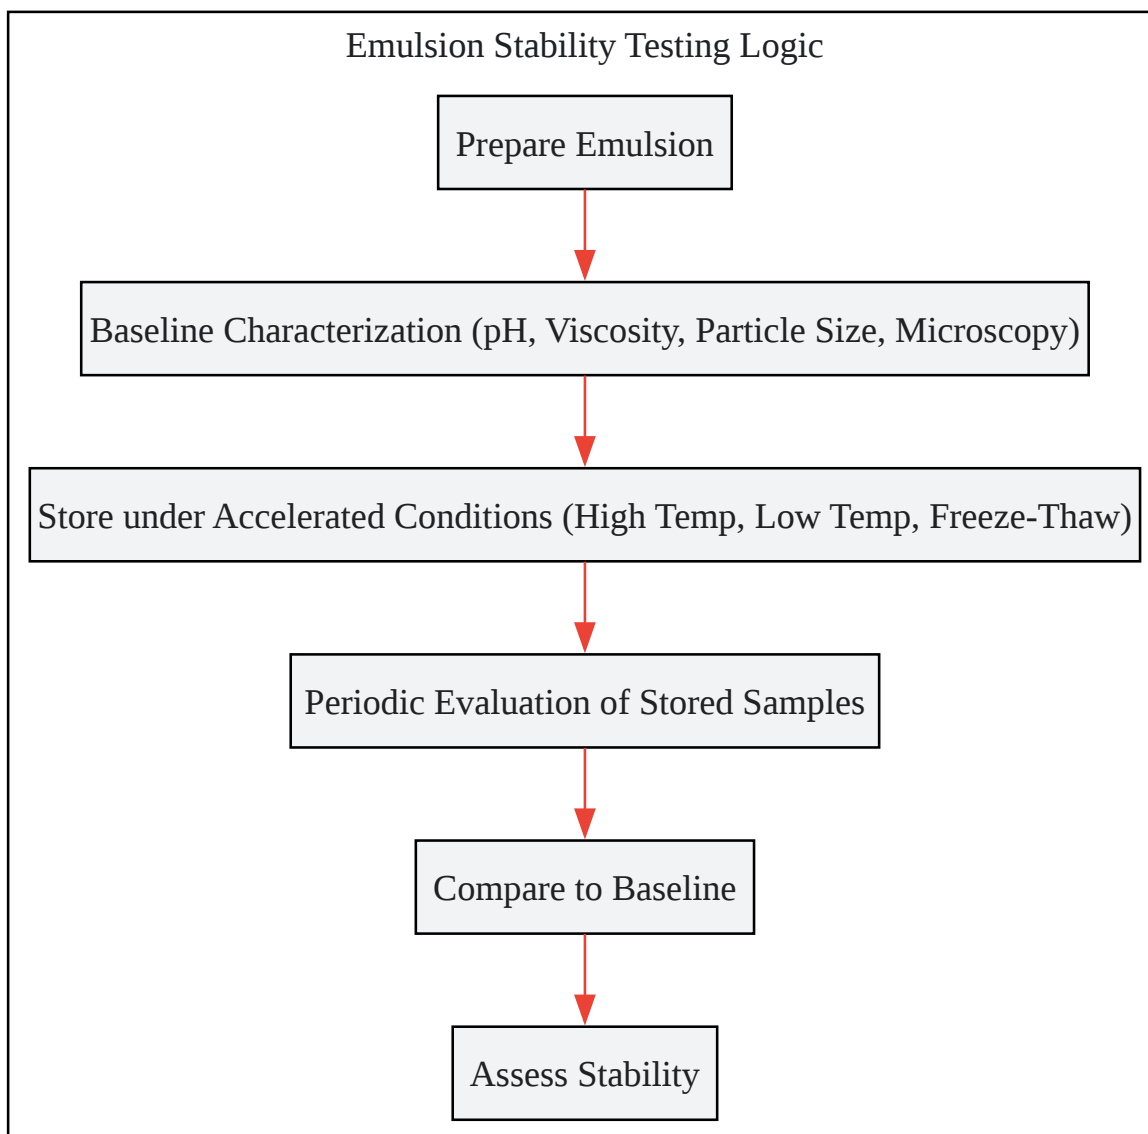 Emulsion Stability Testing Logic
Prepare Emulsion
Baseline Characterization (pH, Viscosity, Particle Size, Microscopy)
Store under Accelerated Conditions (High Temp, Low Temp, Freeze-Thaw)
Periodic Evaluation of Stored Samples
Compare to Baseline
Assess Stability